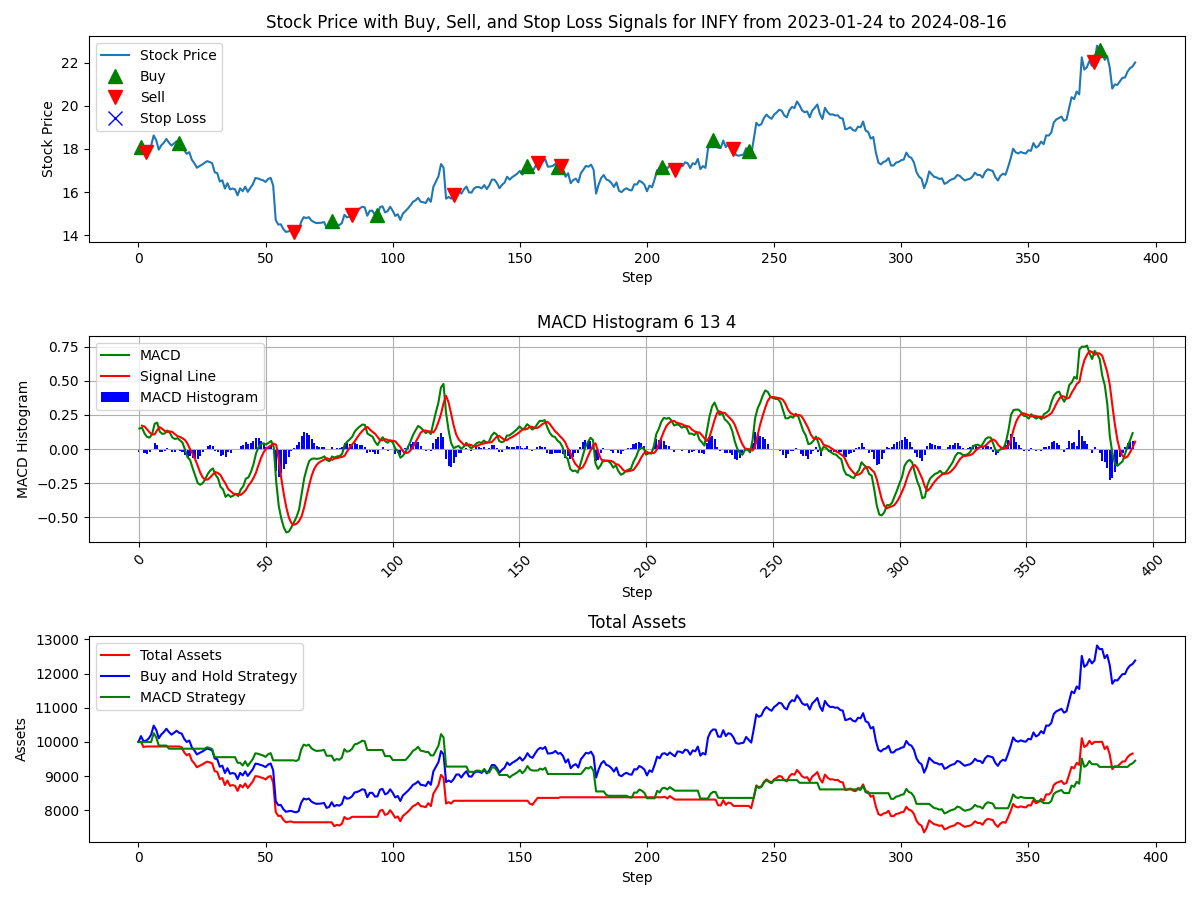 Stock Price with Buy, Sell, and Stop Loss Signals for INFY from 2023-01-24 to 2024-08-16
Stock Price
Buy
Sell
Stop Loss
Stock Price
22
20
18
16
14
0 50 100 150 200 250 300 350 400
Step
MACD Histogram 6 13 4
MACD
Signal Line
MACD Histogram
MACD Histogram
0.75
0.50
0.25
0.00
−0.25
−0.50
0 50 100 150 200 250 300 350 400
Step
Total Assets
Total Assets
Buy and Hold Strategy
MACD Strategy
Assets
13000
12000
11000
10000
9000
8000
0 50 100 150 200 250 300 350 400
Step